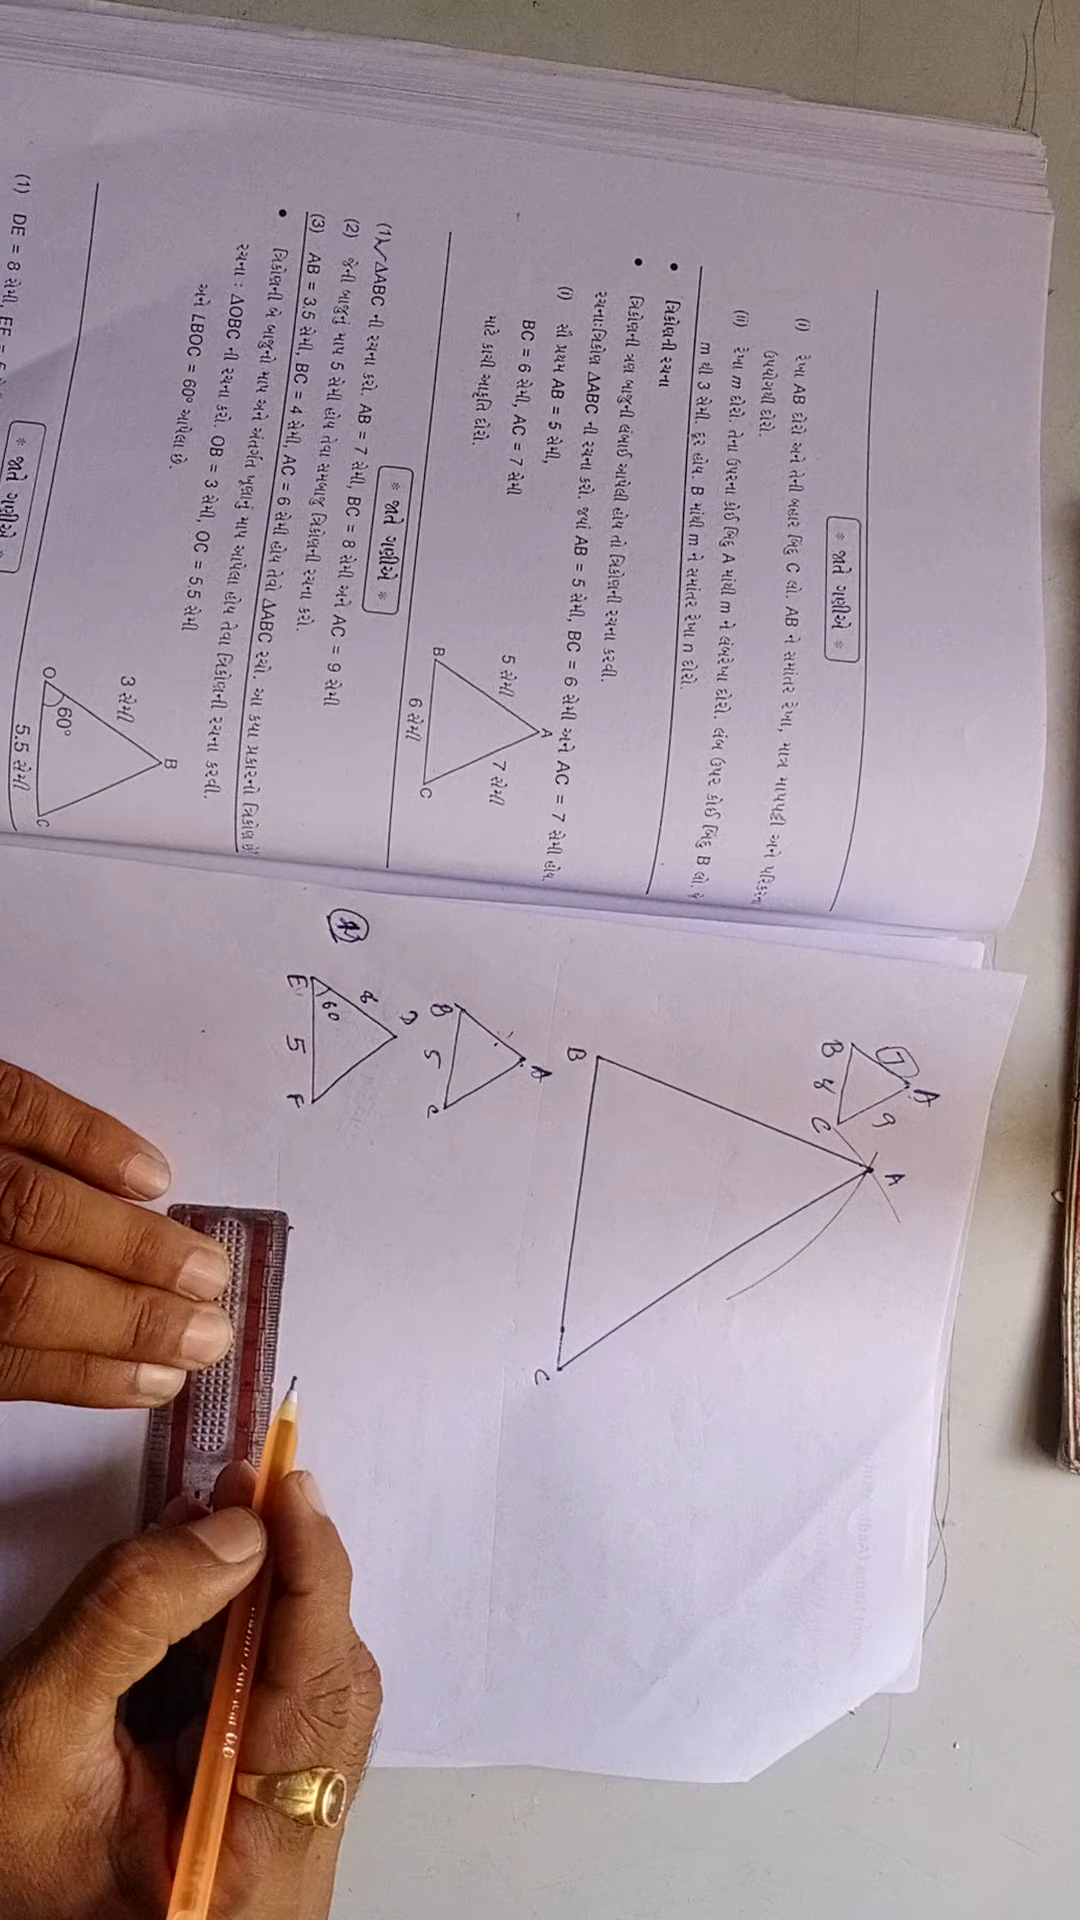 * જાતે ગણીએ *
(i) રેખા AB દોરો અને તેની બહાર બિંદુ C લો. AB ને સમાંતર રેખા, માત્ર માપપટ્ટી અને પરિકરના
ઉપયોગથી દોરો.
(ii) રેખા m દોરો. તેના ઉપરના કોઈ બિંદુ A માંથી m ને લંબરેખા દોરો. લંબ ઉપર કોઈ બિંદુ B લો. જે
m થી 3 સેમી. દૂર હોય. B માંથી m ને સમાંતર રેખા n દોરો.
• ત્રિકોણની રચના
• ત્રિકોણની ત્રણ બાજુની લંબાઈ આપેલી હોય તો ત્રિકોણની રચના કરવી.
રચના:ત્રિકોણ ΔABC ની રચના કરો. જ્યાં AB = 5 સેમી, BC = 6 સેમી અને AC = 7 સેમી હોય.
(i) સૌ પ્રથમ AB = 5 સેમી,
BC = 6 સેમી, AC = 7 સેમી
માટે કાચી આકૃતિ દોરો.
A
5 સેમી
7 સેમી
B
C
6 સેમી
* જાતે ગણીએ *
(1) ΔABC ની રચના કરો. AB = 7 સેમી, BC = 8 સેમી અને AC = 9 સેમી
(2) જેની બાજુનું માપ 5 સેમી હોય તેવા સમબાજુ ત્રિકોણની રચના કરો.
(3) AB = 3.5 સેમી, BC = 4 સેમી AC = 6 સેમી હોય તેવો ΔABC રચો. આ કયા પ્રકારનો ત્રિકોણ છે?
• ત્રિકોણની બે બાજુનો માપ અને અંતર્ગત ખૂણાનું માપ આપેલા હોય તેવા ત્રિકોણની રચના કરવી.
રચના : ΔOBC ની રચના કરો. OB = 3 સેમી, OC = 5.5 સેમી
અને ∠BOC = 60° આપેલા છે.
B
3 સેમી
60°
O
C
5.5 સેમી
* જાતે ગણીએ *
(1) DE = 8 સેમી, EF =
A
7
9
B
8
C
A
B
C
A
B
5
C
1
D
8
60
E
5
F